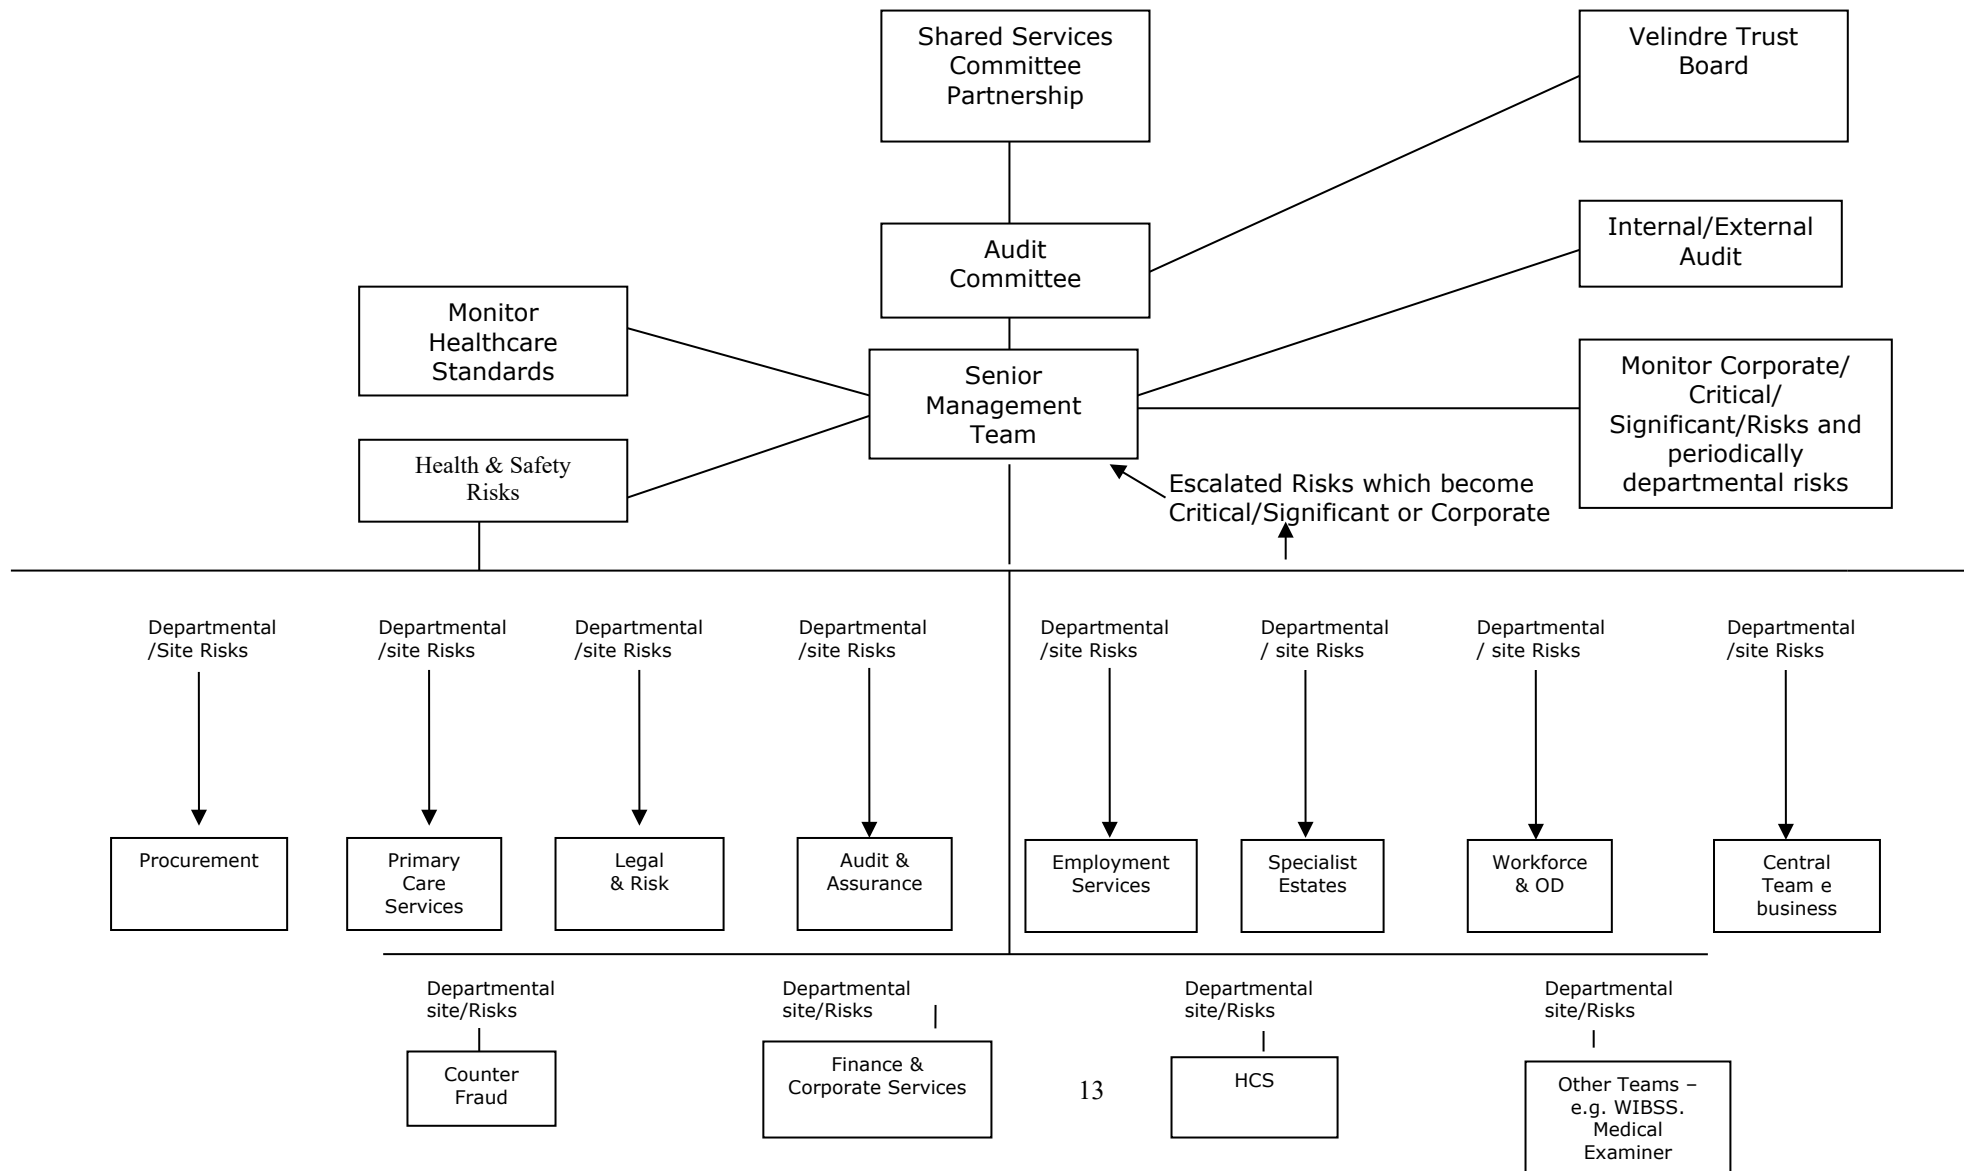 Shared Services
Committee
Partnership
Velindre Trust
Board
Internal/External
Audit
Audit
Committee
Monitor
Healthcare
Standards
Senior
Management
Team
Monitor Corporate/
Critical/
Significant/Risks and
periodically
departmental risks
Health & Safety
Risks
Escalated Risks which become
Critical/Significant or Corporate
Departmental
/Site Risks
Departmental
/site Risks
Departmental
/Site Risks
Departmental
/site Risks
Departmental
/site Risks
Departmental
/ site Risks
Departmental
/ site Risks
Departmental
/site Risks
Procurement
Primary
Care
Services
Legal
& Risk
Audit &
Assurance
Employment
Services
Specialist
Estates
Workforce
& OD
Central
Team e
business
Departmental
site/Risks
Departmental
site/Risks
Departmental
site/Risks
Departmental
site/Risks
Counter
Fraud
Finance &
Corporate Services
13
HCS
Other Teams –
e.g. WIBSS.
Medical
Examiner